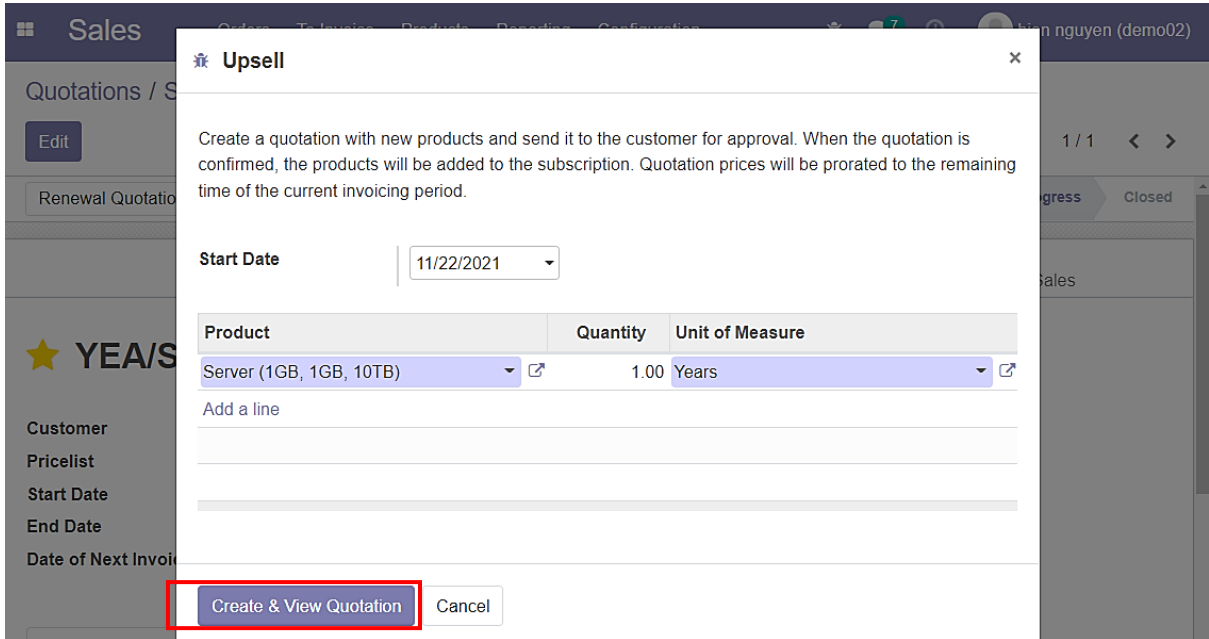 Sales
7
n nguyen (demo02)
Upsell
×
Quotations / S
Edit
1 / 1
Create a quotation with new products and send it to the customer for approval. When the quotation is
confirmed, the products will be added to the subscription. Quotation prices will be prorated to the remaining
time of the current invoicing period.
Renewal Quotatio
ogress
Closed
Start Date
11/22/2021
Sales
Product Quantity Unit of Measure
Server (1GB, 1GB, 10TB) 1.00 Years
Add a line
YEA/S
Customer
Pricelist
Start Date
End Date
Date of Next Invoi
Create & View Quotation
Cancel